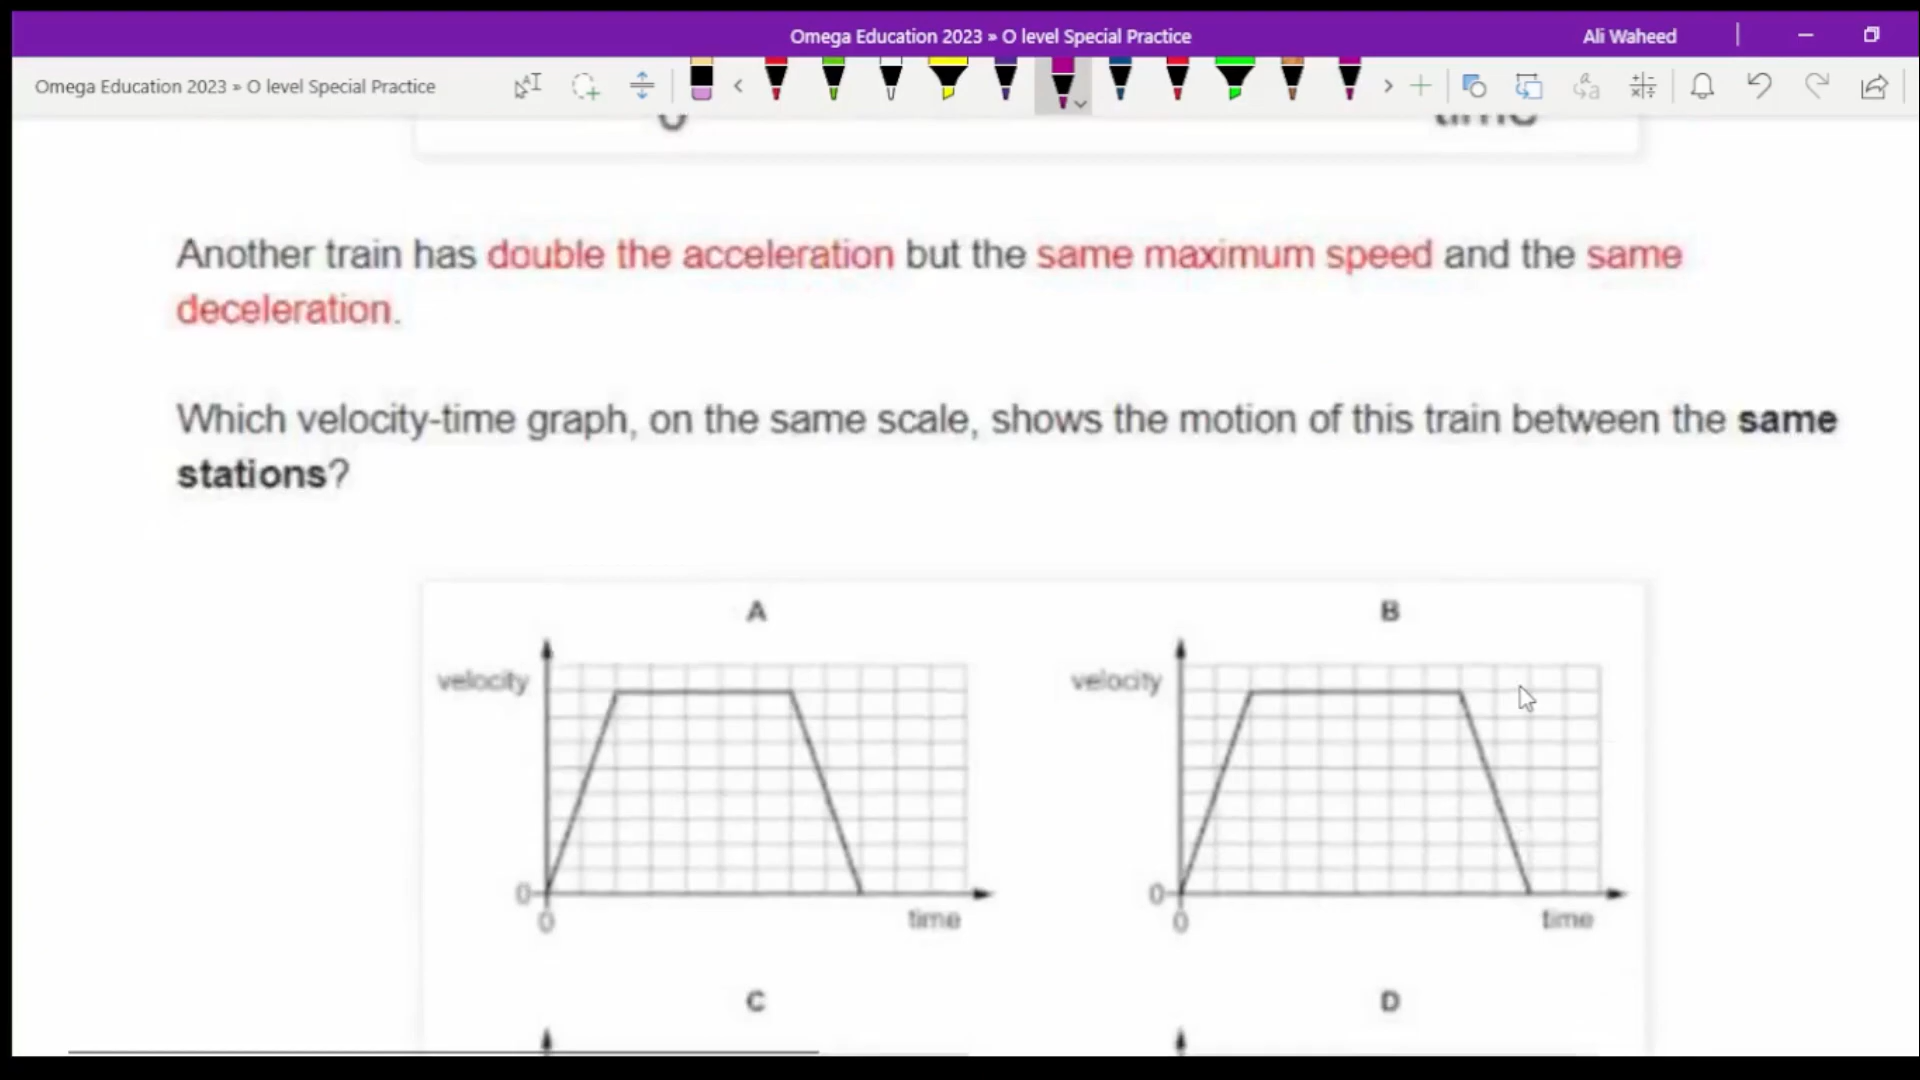 Omega Education 2023 » O level Special Practice
Ali Waheed
Omega Education 2023 » O level Special Practice
0
time
Another train has double the acceleration but the same maximum speed and the same
deceleration.
Which velocity-time graph, on the same scale, shows the motion of this train between the same
stations?
A
B
velocity
velocity
0
0
0
time
0
time
C
D